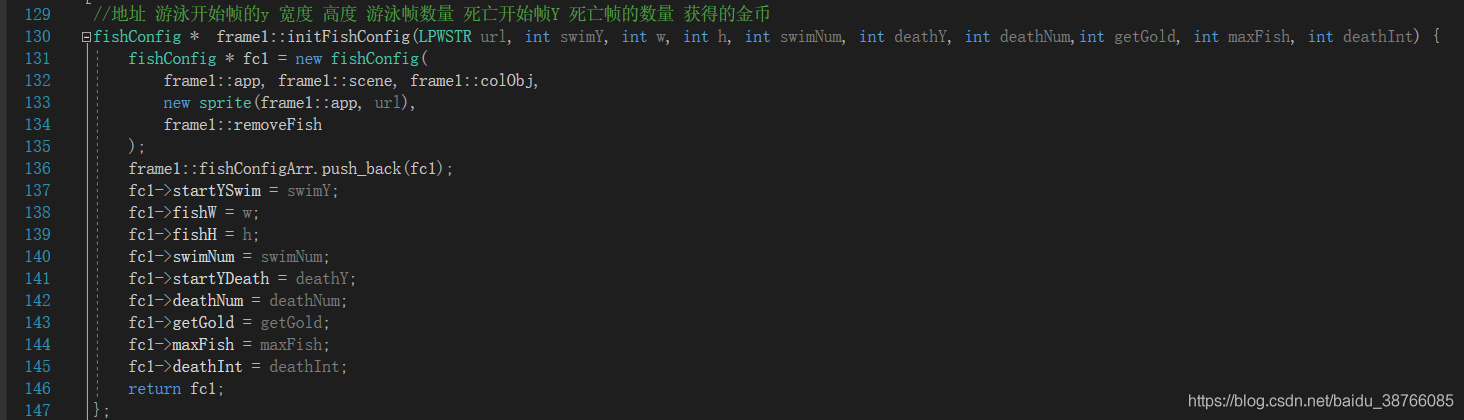 129 //地址 游泳开始帧的y 宽度 高度 游泳帧数量 死亡开始帧Y 死亡帧的数量 获得的金币
130 fishConfig * frame1::initFishConfig(LPWSTR url, int swimY, int w, int h, int swimNum, int deathY, int deathNum,int getGold, int maxFish, int deathInt) {
131 fishConfig * fc1 = new fishConfig(
132 frame1::app, frame1::scene, frame1::colObj,
133 new sprite(frame1::app, url),
134 frame1::removeFish
135 );
136 frame1::fishConfigArr.push_back(fc1);
137 fc1->startYSwim = swimY;
138 fc1->fishW = w;
139 fc1->fishH = h;
140 fc1->swimNum = swimNum;
141 fc1->startYDeath = deathY;
142 fc1->deathNum = deathNum;
143 fc1->getGold = getGold;
144 fc1->maxFish = maxFish;
145 fc1->deathInt = deathInt;
146 return fc1;
147 };
https://blog.csdn.net/baidu_38766085